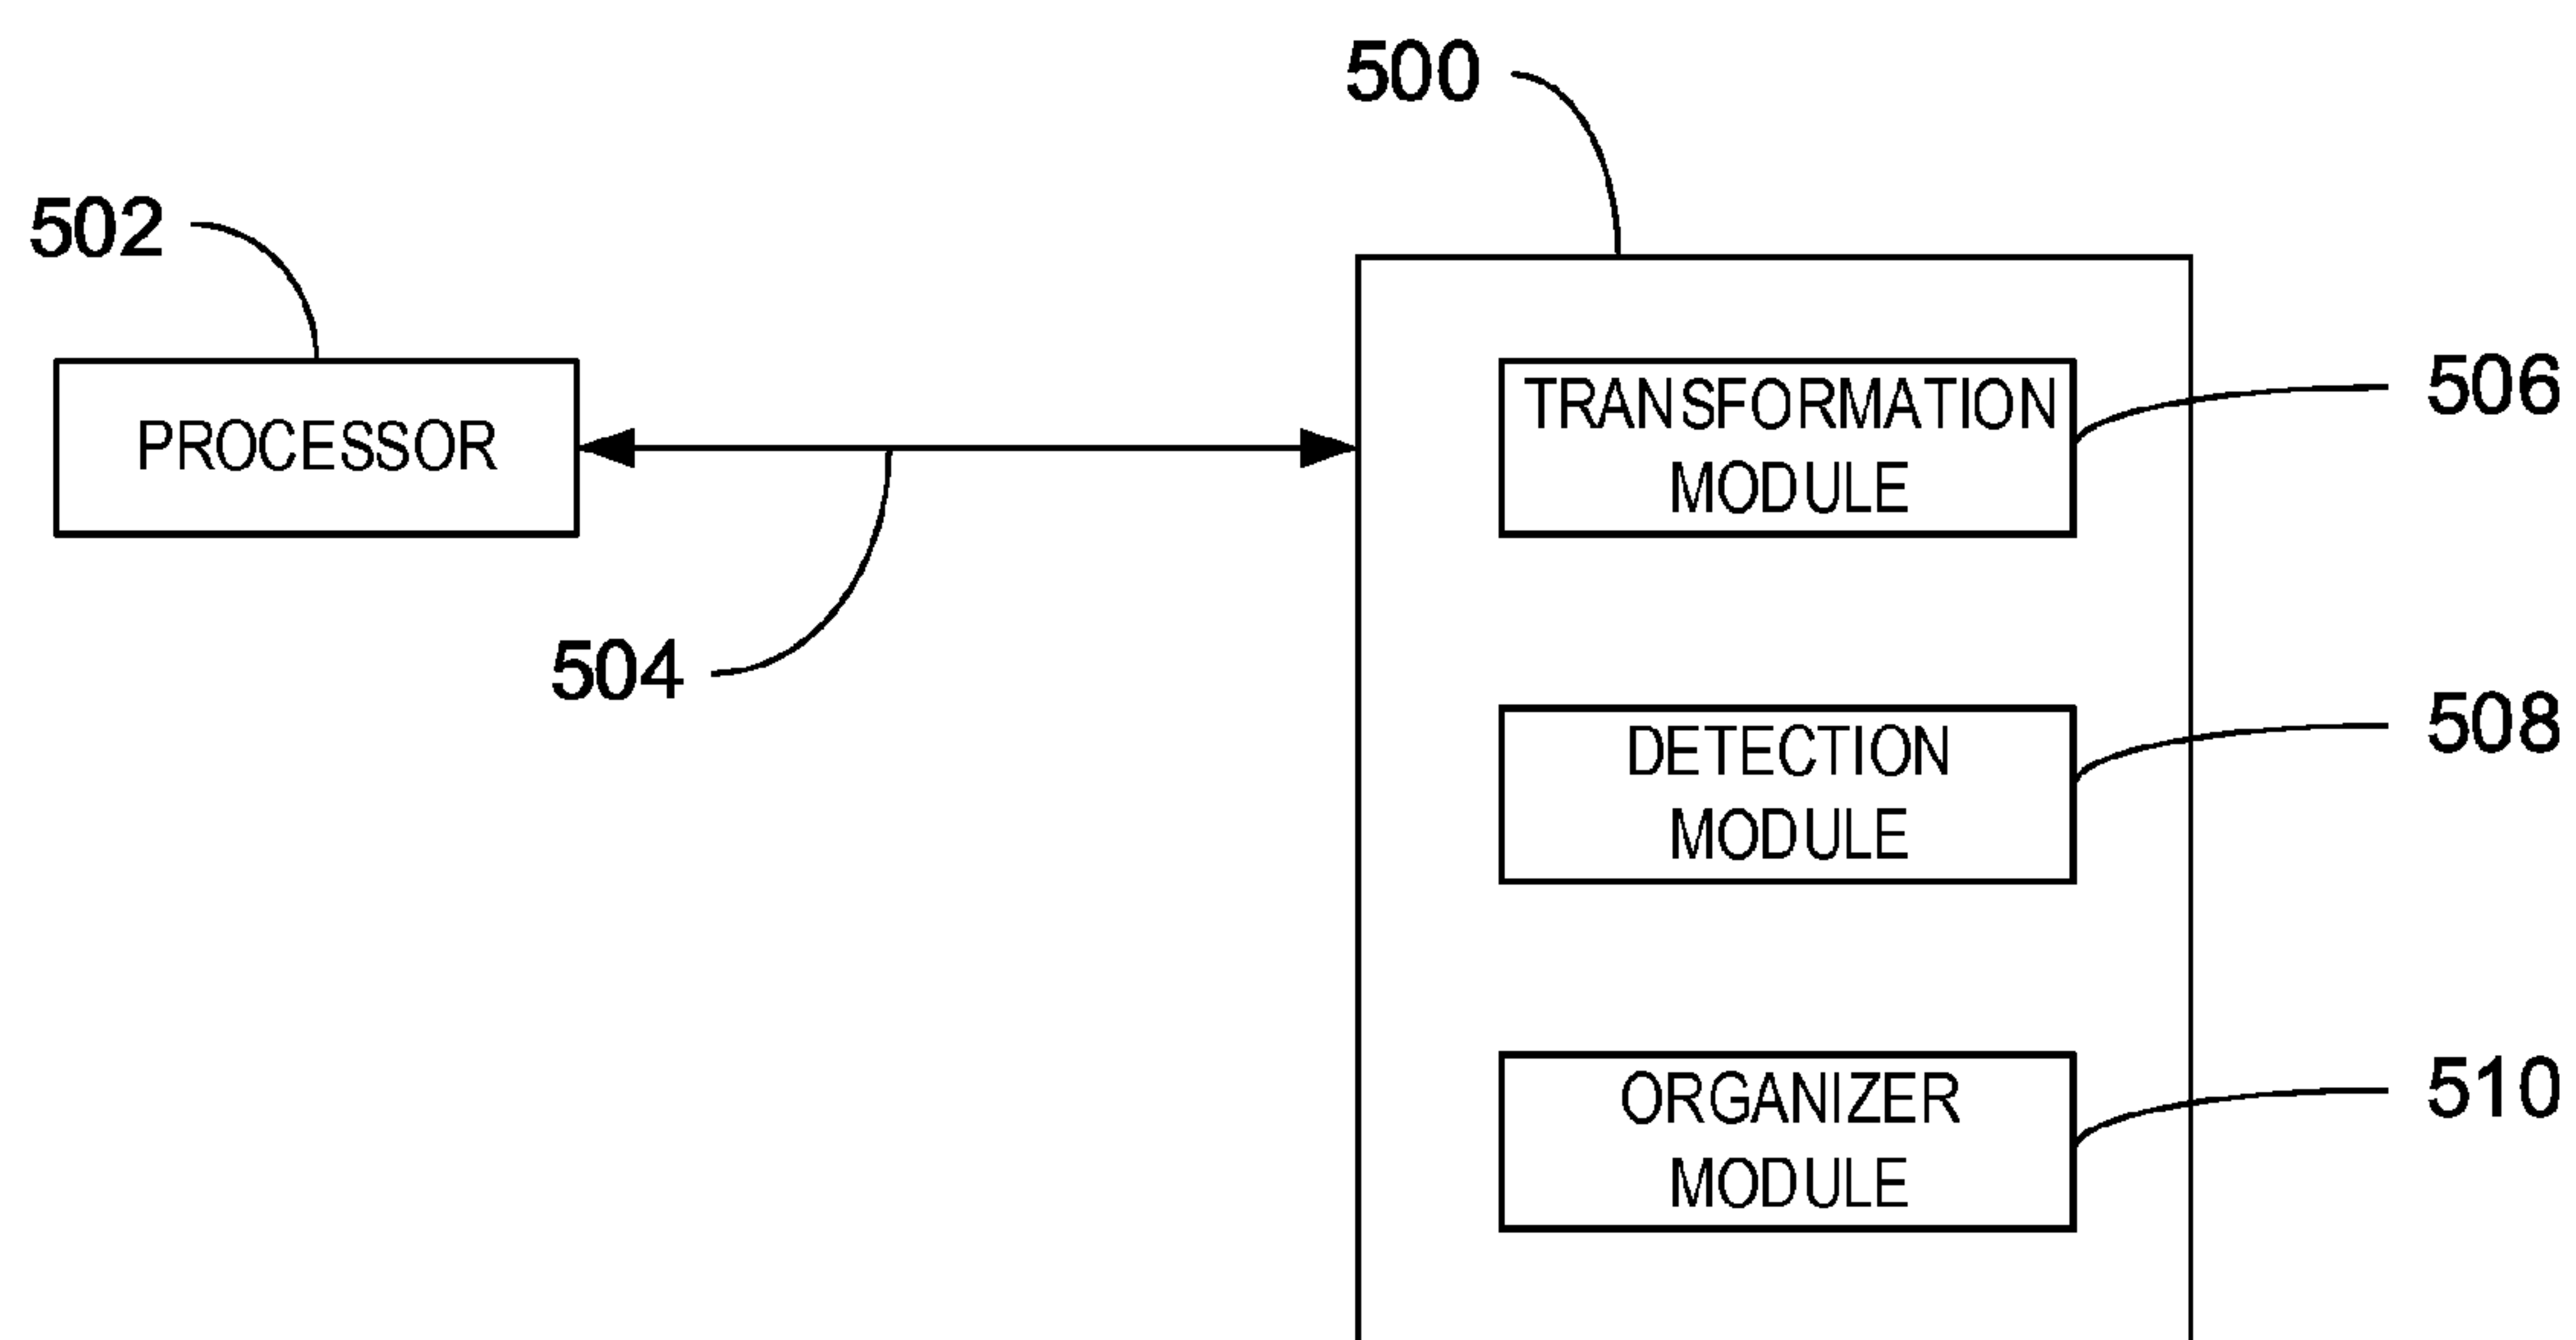 500
502
PROCESSOR
504
TRANSFORMATION
MODULE
506
DETECTION
MODULE
508
ORGANIZER
MODULE
510